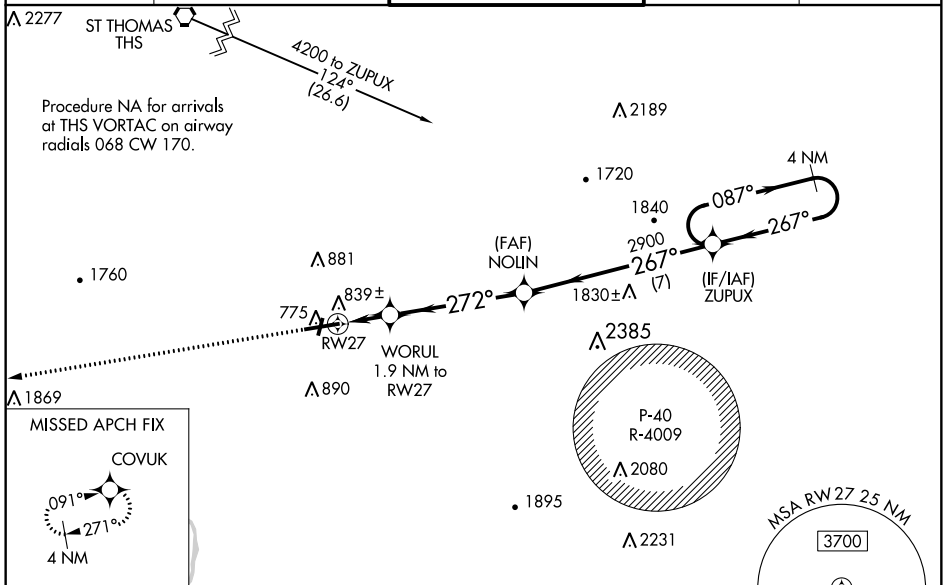 2277
ST THOMAS
THS
4200 to ZUPUX
124°
(26.6)
Procedure NA for arrivals
at THS VORTAC on airway
radials 068 CW 170.
2189
1720
4 NM
087°
1840
267°
2900
267°
(7)
(IF/IAF)
ZUPUX
(FAF)
NOLIN
1760
881
839±
272°
1830±
775
RW27
WORUL
1.9 NM to
RW27
2385
1869
890
P-40
R-4009
2080
MISSED APCH FIX
COVUK
091°
271°
4 NM
1895
2231
MSA RW27 25 NM
3700